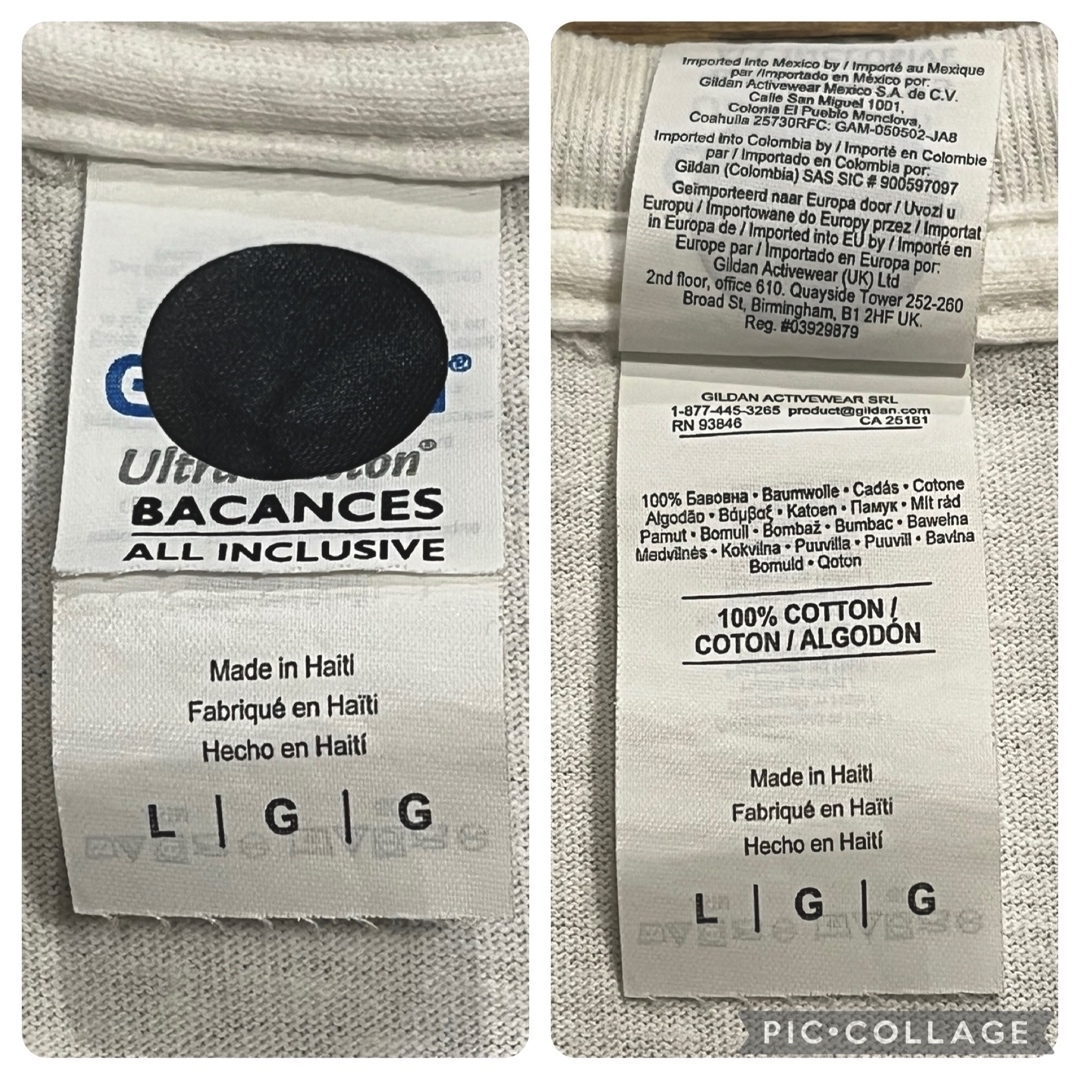 G
®
Ultra
ton®
BACANCES
ALL INCLUSIVE
Made in Haiti
Fabriqué en Haïti
Hecho en Haití
L | G | G
Imported into Mexico by / Importé au Mexique
par /Importado en México por:
Gildan Activewear Mexico S.A. de C.V.
Calle San Miguel 1001,
Colonia El Pueblo Monclova,
Coahuila 25730RFC: GAM-050502-JA8
Imported into Colombia by / Importé en Colombie
par / Importado en Colombia por:
Gildan (Colombia) SAS SIC # 900597097
Geïmporteerd naar Europa door / Uvozi u
Europu / Importowane do Europy przez / Importat
in Europa de / Imported into EU by / Importé en
Europe par / Importado en Europa por:
Gildan Activewear (UK) Ltd
2nd floor, office 610. Quayside Tower 252-260
Broad St, Birmingham, B1 2HF UK.
Reg. #03929879
GILDAN ACTIVEWEAR SRL
1-877-445-3265 product@gildan.com
RN 93846 CA 25181
100% Бавовна • Baumwolle • Cadás • Cotone
Algodão • Βάμβαξ • Katoen • Памук • Mit rád
Pamut • Bomull • Bombaž • Bumbac • Bawełna
Medvilnės • Kokvilna • Puuvilla • Puuvill • Bavlna
Bomuld • Qoton
100% COTTON /
COTON / ALGODÓN
Made in Haiti
Fabriqué en Haïti
Hecho en Haití
L | G | G
PIC•COLLAGE